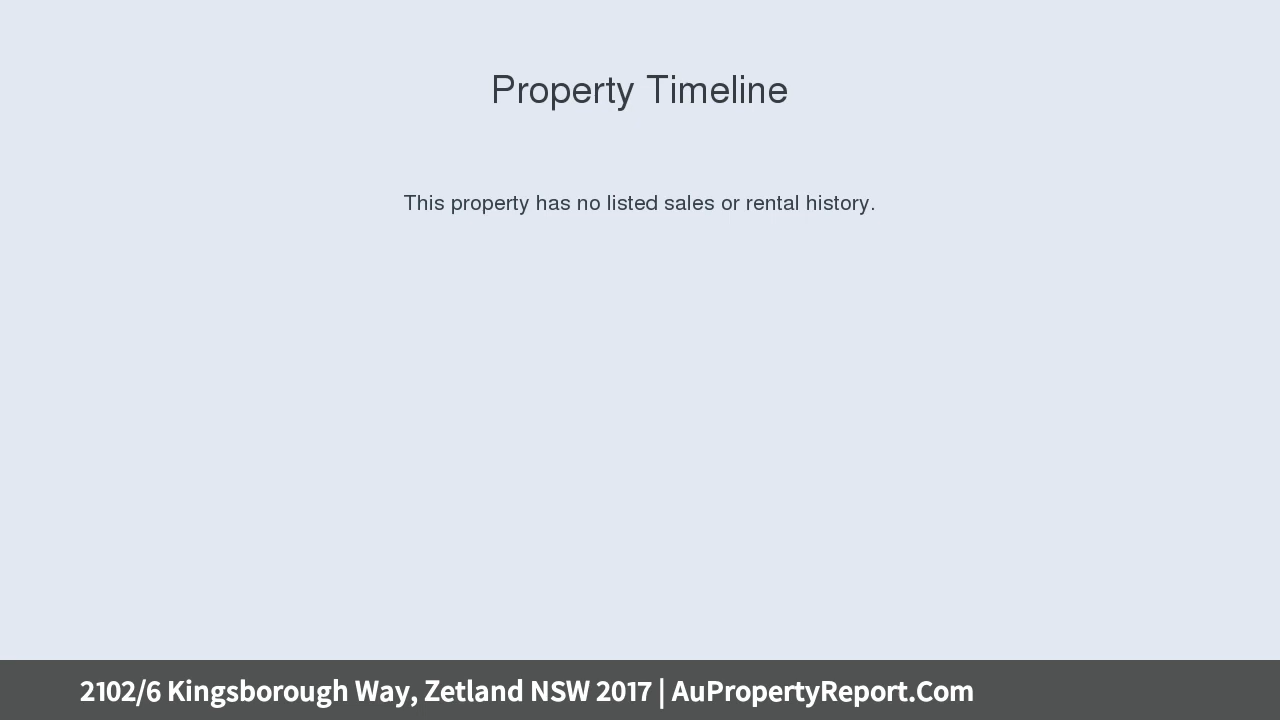 Property Timeline
This property has no listed sales or rental history.
2102/6 Kingsborough Way, Zetland NSW 2017 | AuPropertyReport.Com